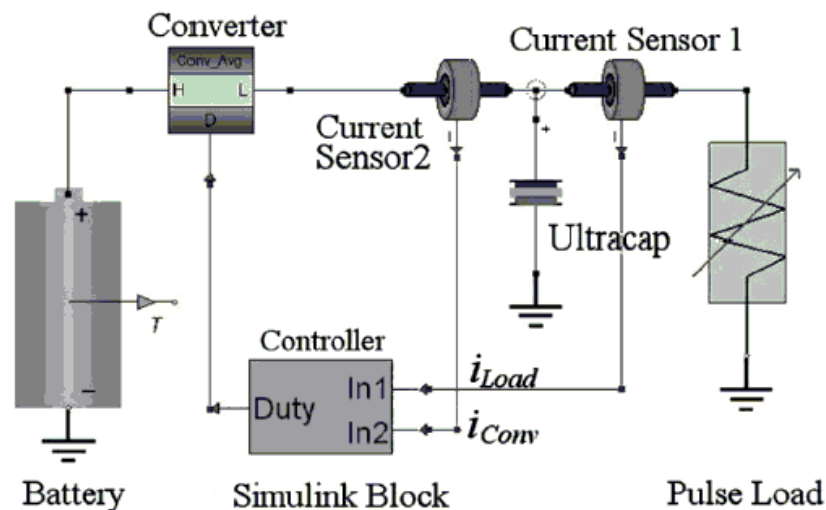 Converter
Conv_Avg
H L
D
Current Sensor 1
Current
Sensor2
I
I
+
Ultracap
+
T
−
Controller
Duty
In1
In2
iLoad
iConv
Battery
Simulink Block
Pulse Load